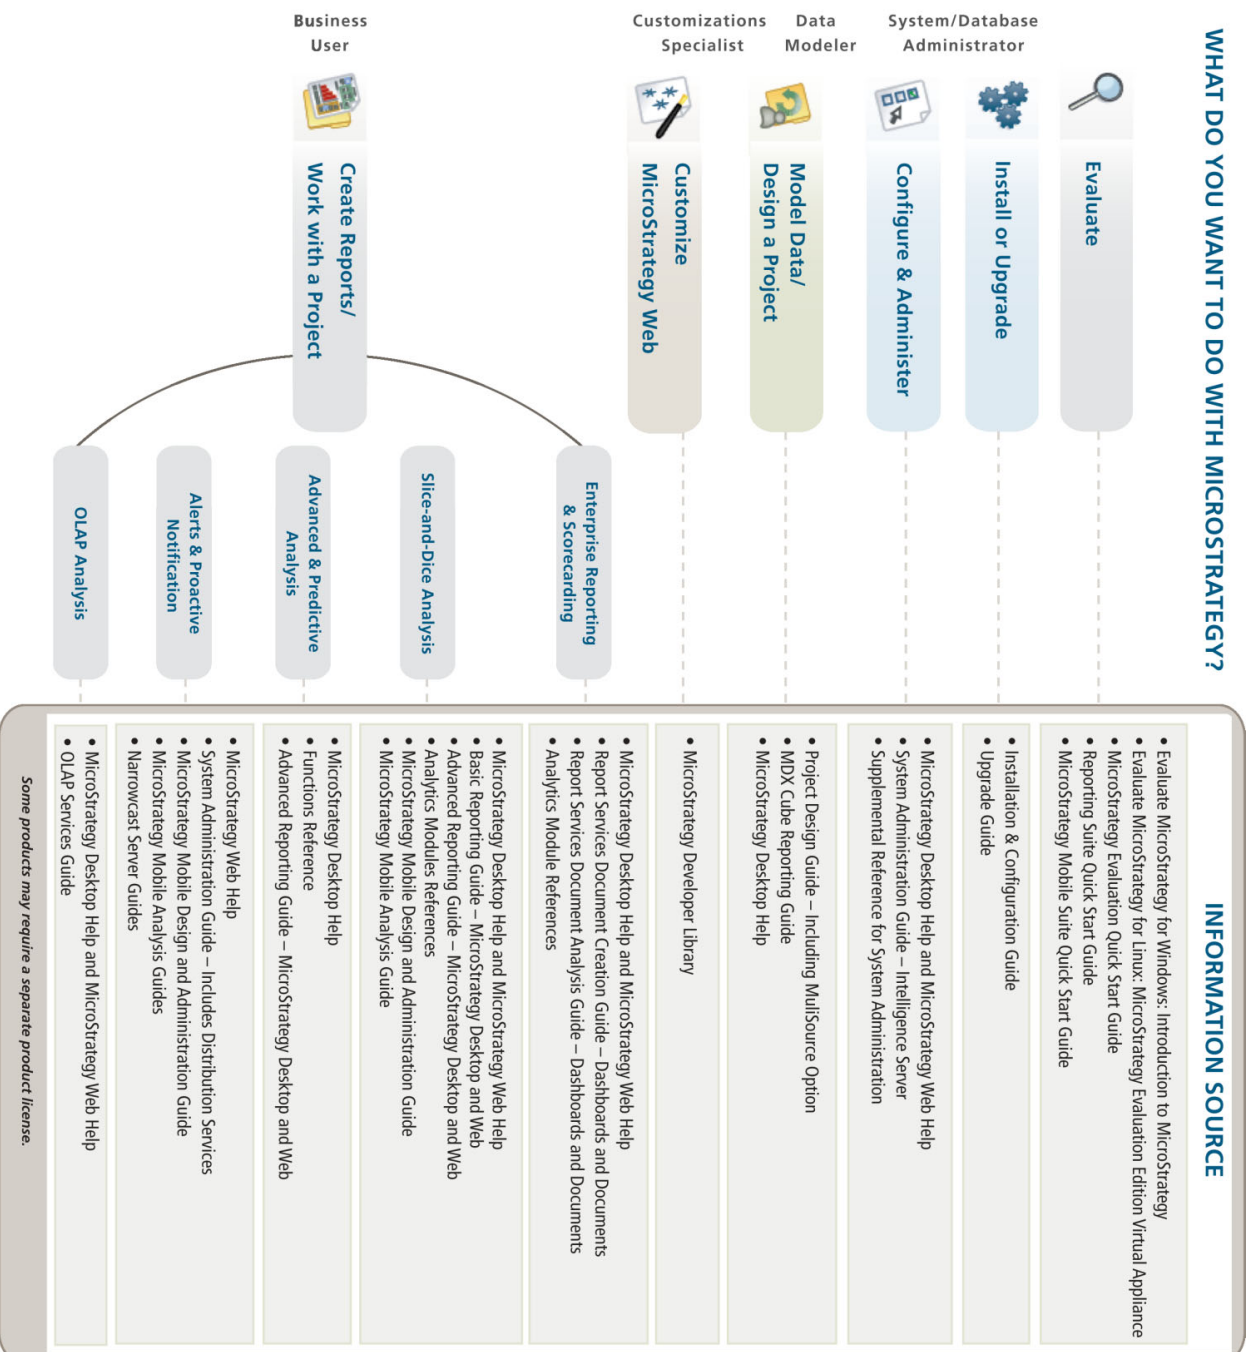 WHAT DO YOU WANT TO DO WITH MICROSTRATEGY?
INFORMATION SOURCE
Evaluate
• Evaluate MicroStrategy for Windows: Introduction to MicroStrategy
• Evaluate MicroStrategy for Linux: MicroStrategy Evaluation Edition Virtual Appliance
• MicroStrategy Evaluation Quick Start Guide
• Reporting Suite Quick Start Guide
• MicroStrategy Mobile Suite Quick Start Guide
System/Database
Administrator
Install or Upgrade
• Installation & Configuration Guide
• Upgrade Guide
Configure & Administer
• MicroStrategy Desktop Help and MicroStrategy Web Help
• System Administration Guide – Intelligence Server
• Supplemental Reference for System Administration
Data
Modeler
Model Data/
Design a Project
• Project Design Guide – Including MuliSource Option
• MDX Cube Reporting Guide
• MicroStrategy Desktop Help
Customizations
Specialist
Customize
MicroStrategy Web
• MicroStrategy Developer Library
Business
User
Create Reports/
Work with a Project
Enterprise Reporting
& Scorecarding
• MicroStrategy Desktop Help and MicroStrategy Web Help
• Report Services Document Creation Guide – Dashboards and Documents
• Report Services Document Analysis Guide – Dashboards and Documents
• Analytics Module References
Slice-and-Dice Analysis
• MicroStrategy Desktop Help and MicroStrategy Web Help
• Basic Reporting Guide – MicroStrategy Desktop and Web
• Advanced Reporting Guide – MicroStrategy Desktop and Web
• Analytics Modules References
• MicroStrategy Mobile Design and Administration Guide
• MicroStrategy Mobile Analysis Guide
Advanced & Predictive
Analysis
• MicroStrategy Desktop Help
• Functions Reference
• Advanced Reporting Guide – MicroStrategy Desktop and Web
Alerts & Proactive
Notification
• MicroStrategy Web Help
• System Administration Guide – Includes Distribution Services
• MicroStrategy Mobile Design and Administration Guide
• MicroStrategy Mobile Analysis Guides
• Narrowcast Server Guides
OLAP Analysis
• MicroStrategy Desktop Help and MicroStrategy Web Help
• OLAP Services Guide
Some products may require a separate product license.